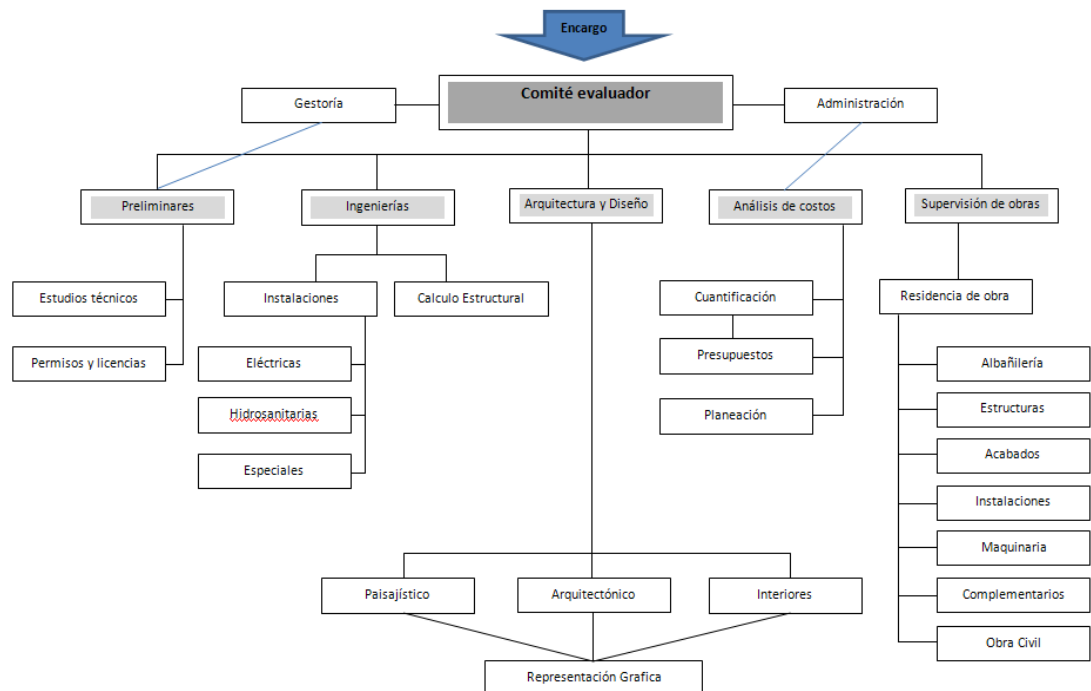 Encargo
Comité evaluador
Gestoría
Administración
Preliminares
Ingenierías
Arquitectura y Diseño
Análisis de costos
Supervisión de obras
Estudios técnicos
Instalaciones
Calculo Estructural
Cuantificación
Residencia de obra
Permisos y licencias
Eléctricas
Presupuestos
Albañilería
Hidrosanitarias
Planeación
Estructuras
Especiales
Acabados
Instalaciones
Maquinaria
Paisajístico
Arquitectónico
Interiores
Complementarios
Obra Civil
Representación Grafica